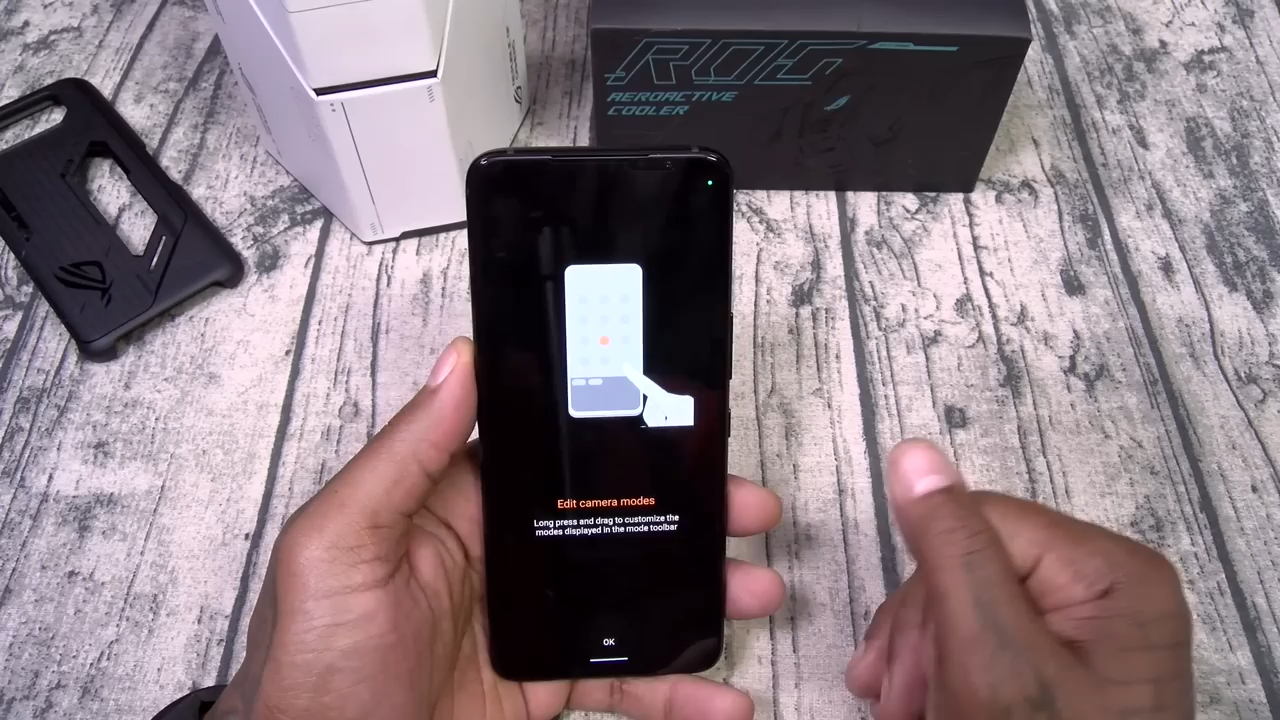 ROG
AEROACTIVE
COOLER
Edit camera modes
Long press and drag to customize the
modes displayed in the mode toolbar
OK